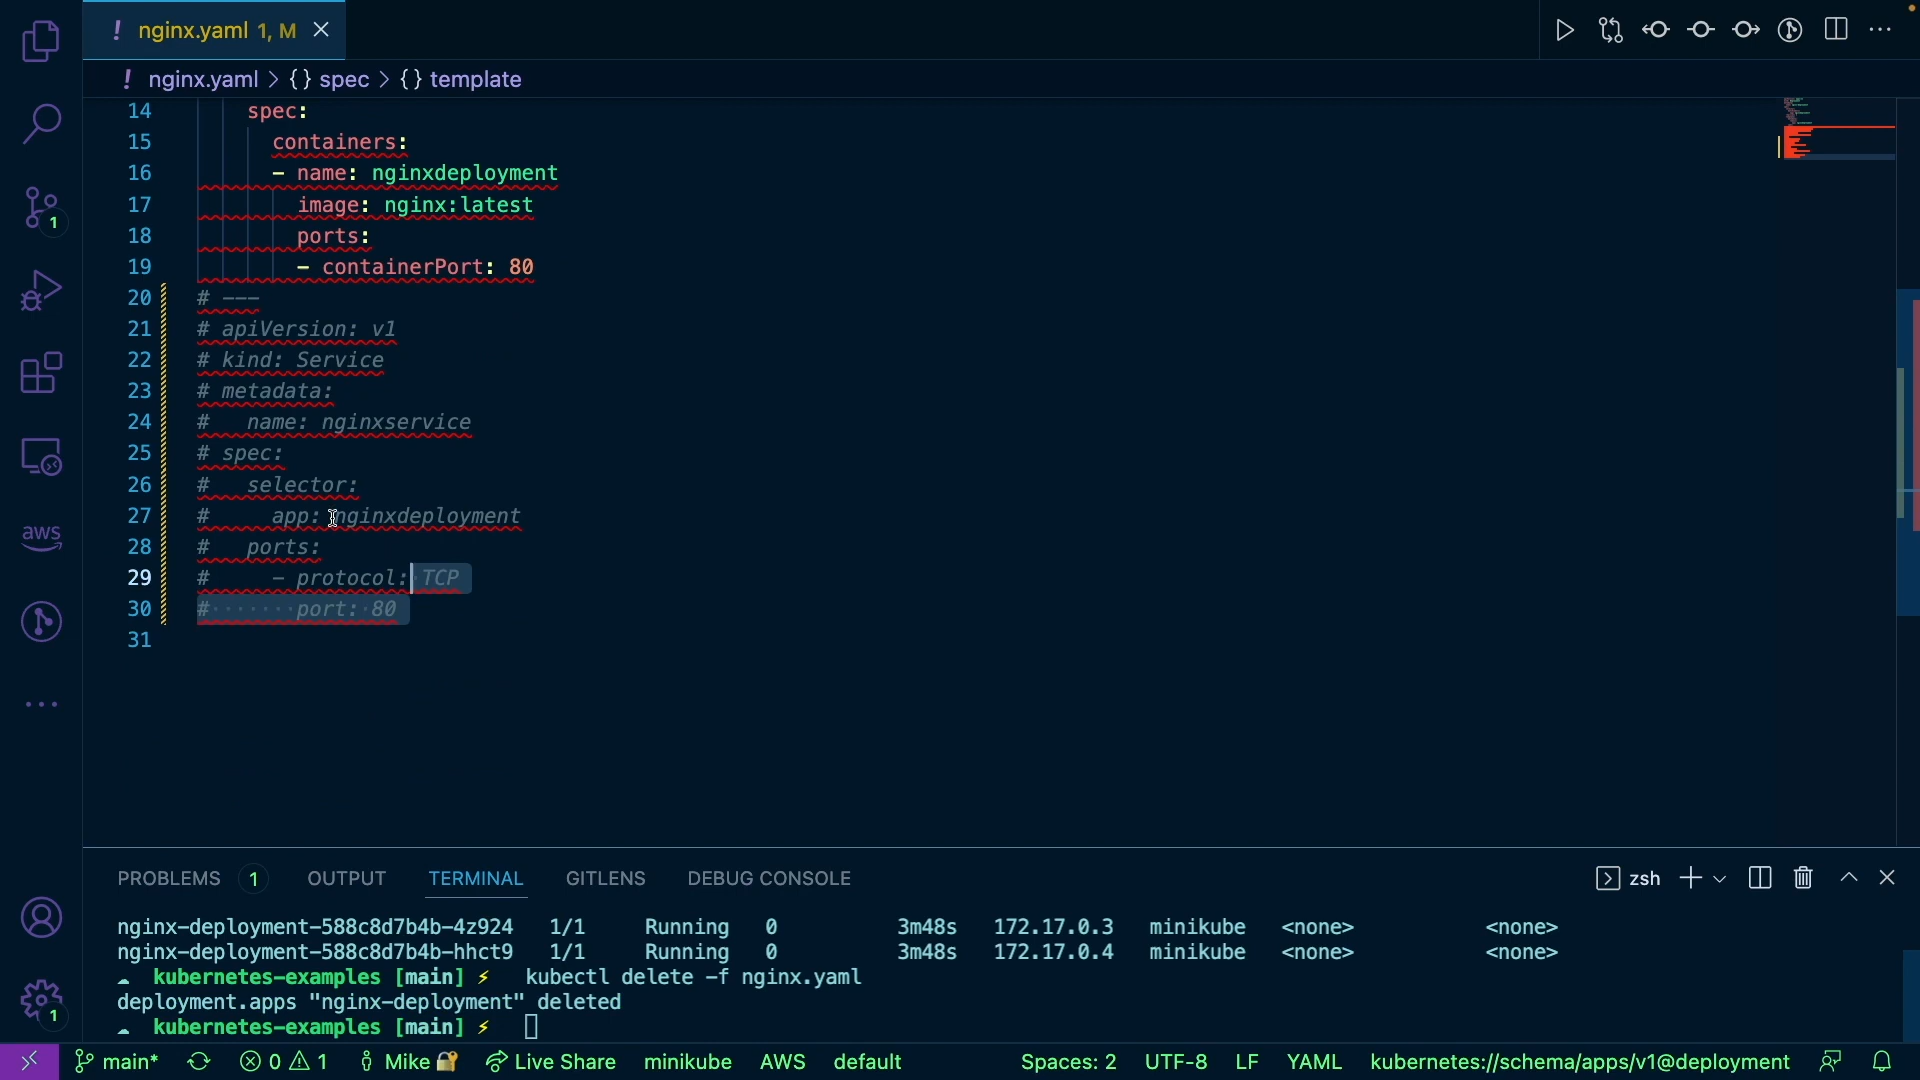 ! nginx.yaml 1, M
! nginx.yaml > {} spec > {} template
14 spec:
15 containers:
16 - name: nginxdeployment
17 image: nginx:latest
18 ports:
19 - containerPort: 80
20 # ---
21 # apiVersion: v1
22 # kind: Service
23 # metadata:
24 # name: nginxservice
25 # spec:
26 # selector:
27 # app: nginxdeployment
28 # ports:
29 # - protocol: TCP
30 #·······port:·80
31
1
aws
1
PROBLEMS 1 OUTPUT TERMINAL GITLENS DEBUG CONSOLE zsh
nginx-deployment-588c8d7b4b-4z924 1/1 Running 0 3m48s 172.17.0.3 minikube <none> <none>
nginx-deployment-588c8d7b4b-hhct9 1/1 Running 0 3m48s 172.17.0.4 minikube <none> <none>
kubernetes-examples [main] ⚡ kubectl delete -f nginx.yaml
deployment.apps "nginx-deployment" deleted
kubernetes-examples [main] ⚡
main* 0 1 Mike 🔐 Live Share minikube AWS default Spaces: 2 UTF-8 LF YAML kubernetes://schema/apps/v1@deployment